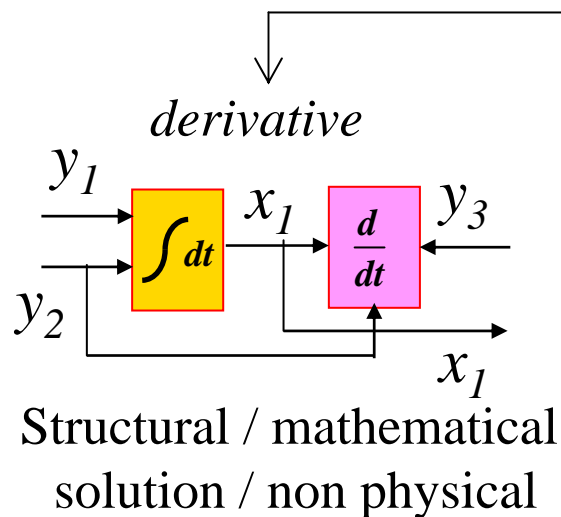 derivative
y1
x1
y3
∫dt
d
dt
y2
x1
Structural / mathematical
solution / non physical